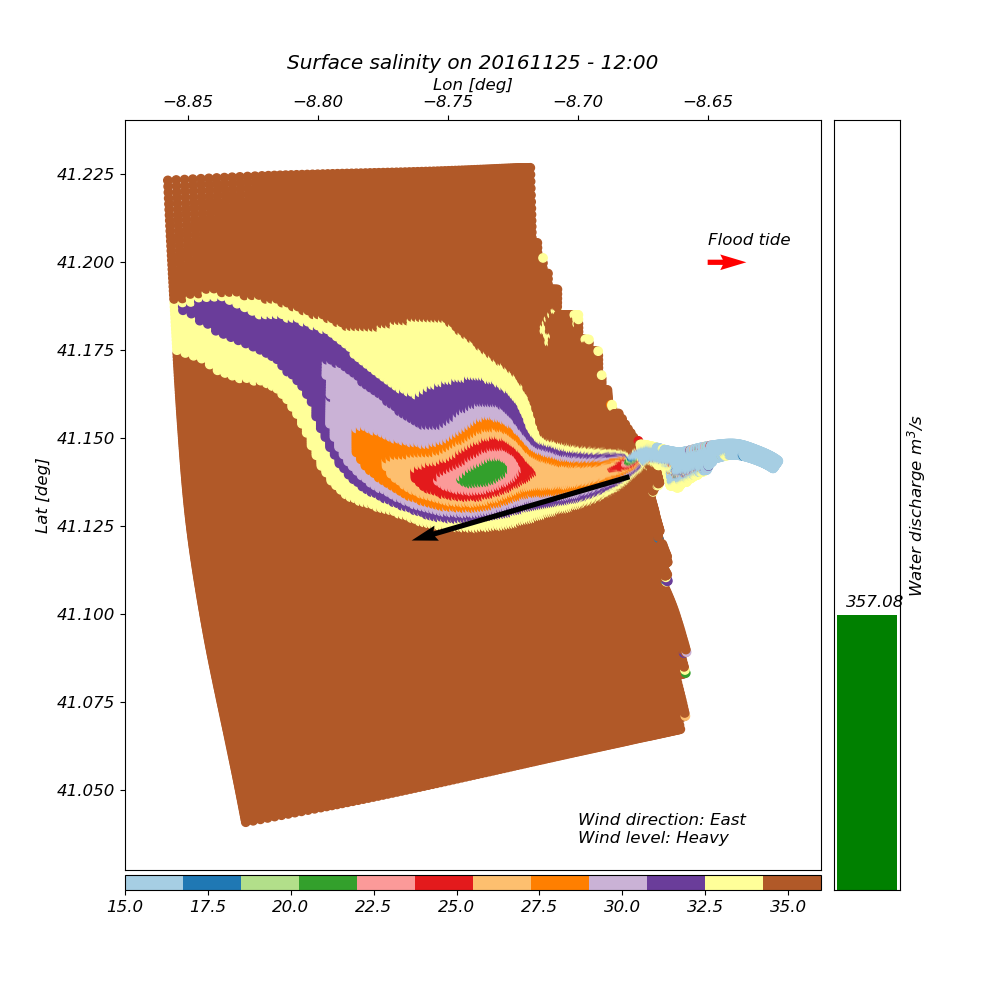 Surface salinity on 20161125 - 12:00
Lon [deg]
−8.85 −8.80 −8.75 −8.70 −8.65
41.225
41.200
41.175
41.150
41.125
41.100
41.075
41.050
Lat [deg]
Flood tide
Wind direction: East
Wind level: Heavy
357.08
Water discharge m³/s
15.0 17.5 20.0 22.5 25.0 27.5 30.0 32.5 35.0